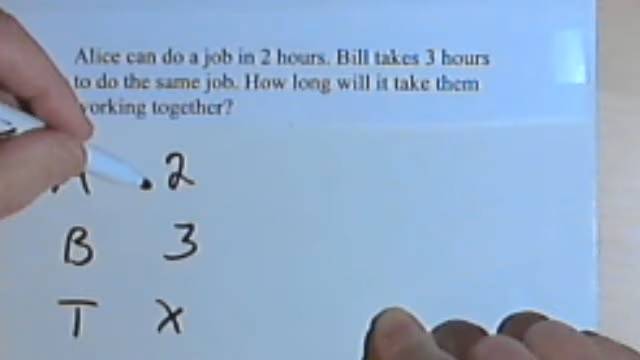 Alice can do a job in 2 hours. Bill takes 3 hours
to do the same job. How long will it take them
working together?
A 2
B 3
T x